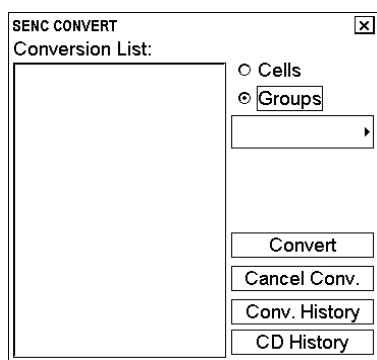 SENC CONVERT
Conversion List:
Cells
Groups
Convert
Cancel Conv.
Conv. History
CD History